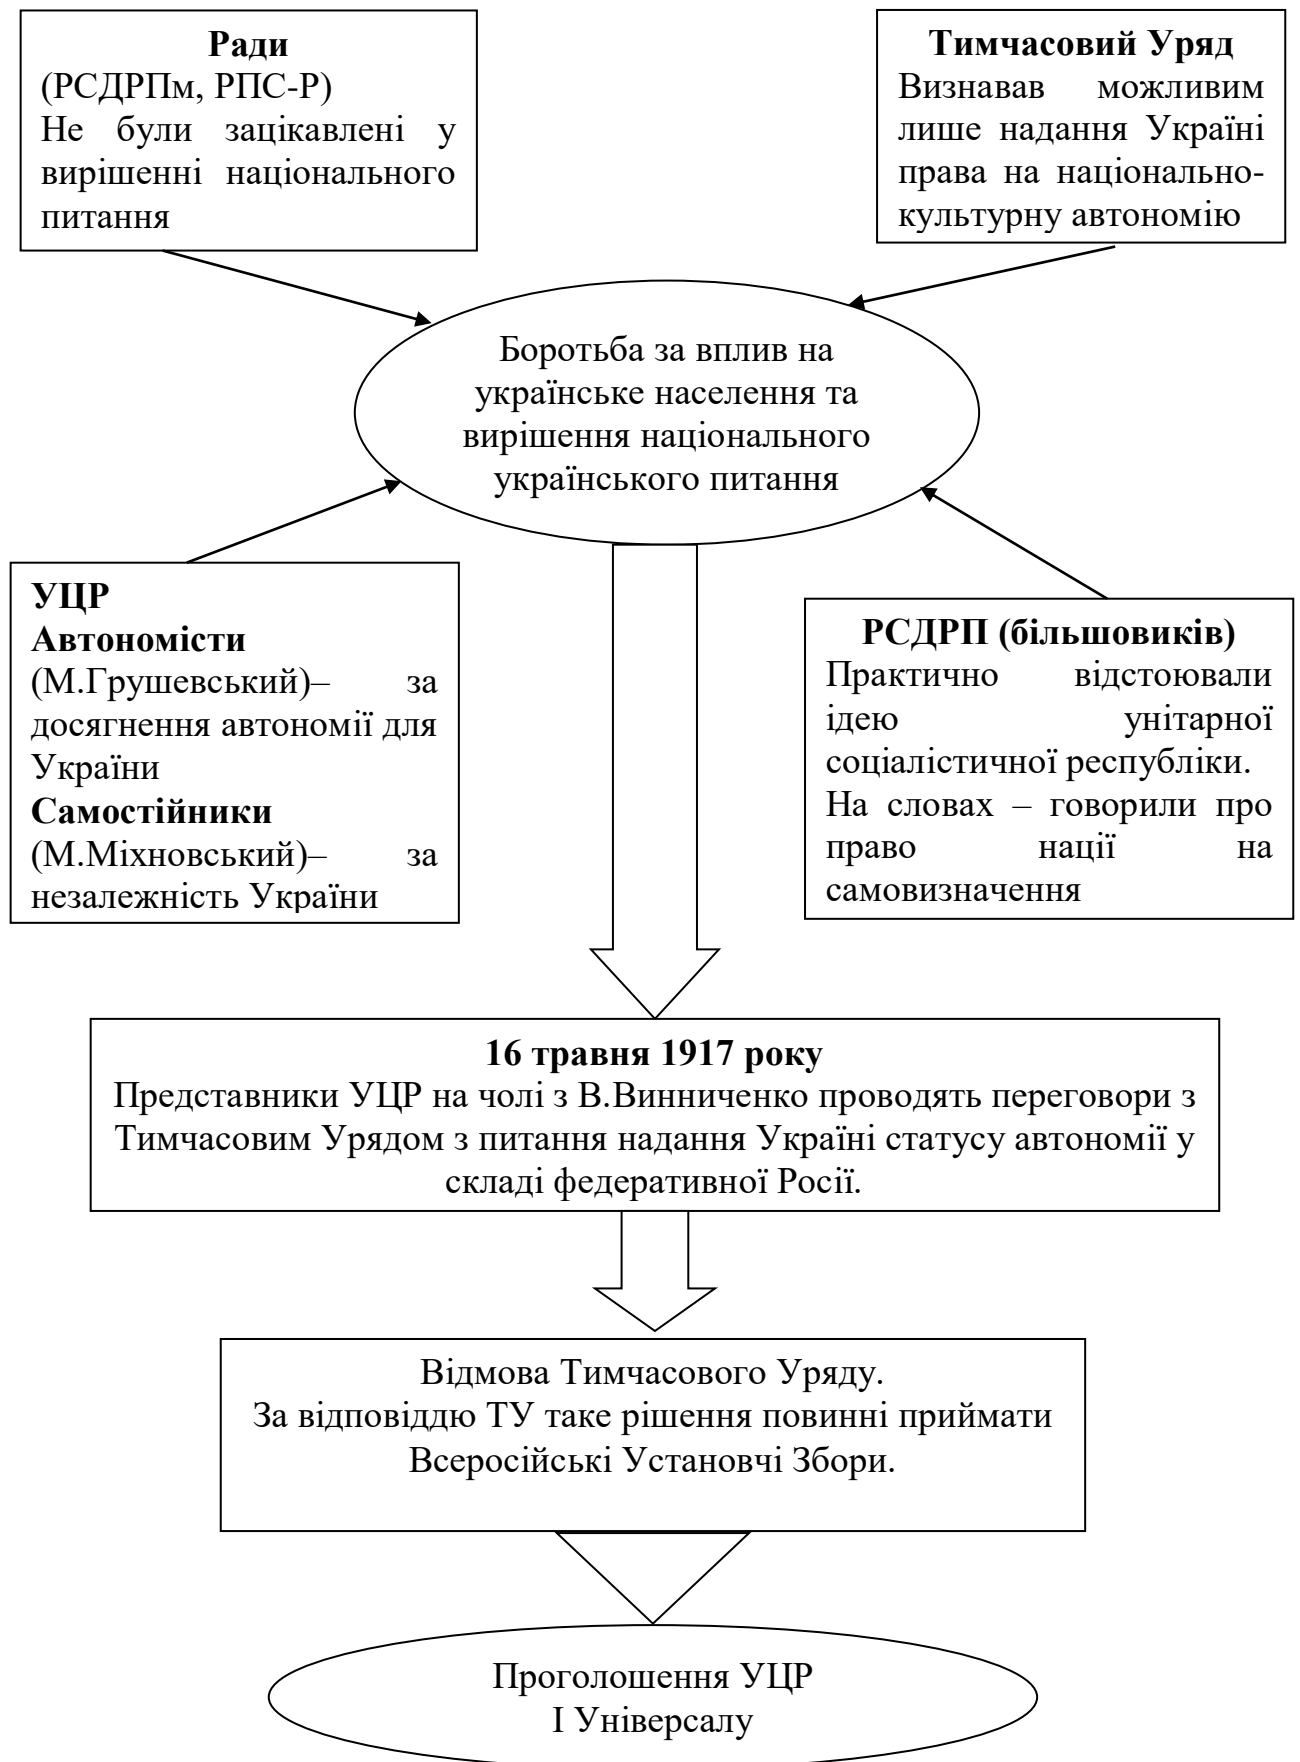 Ради
(РСДРПм, РПС-Р)
Не були зацікавлені у
вирішенні національного
питання
Тимчасовий Уряд
Визнавав можливим
лише надання Україні
права на національно-
культурну автономію
Боротьба за вплив на
українське населення та
вирішення національного
українського питання
УЦР
Автономісти
(М.Грушевський)– за
досягнення автономії для
України
Самостійники
(М.Міхновський)– за
незалежність України
РСДРП (більшовиків)
Практично відстоювали
ідею унітарної
соціалістичної республіки.
На словах – говорили про
право нації на
самовизначення
16 травня 1917 року
Представники УЦР на чолі з В.Винниченко проводять переговори з
Тимчасовим Урядом з питання надання Україні статусу автономії у
складі федеративної Росії.
Відмова Тимчасового Уряду.
За відповіддю ТУ таке рішення повинні приймати
Всеросійські Установчі Збори.
Проголошення УЦР
І Універсалу